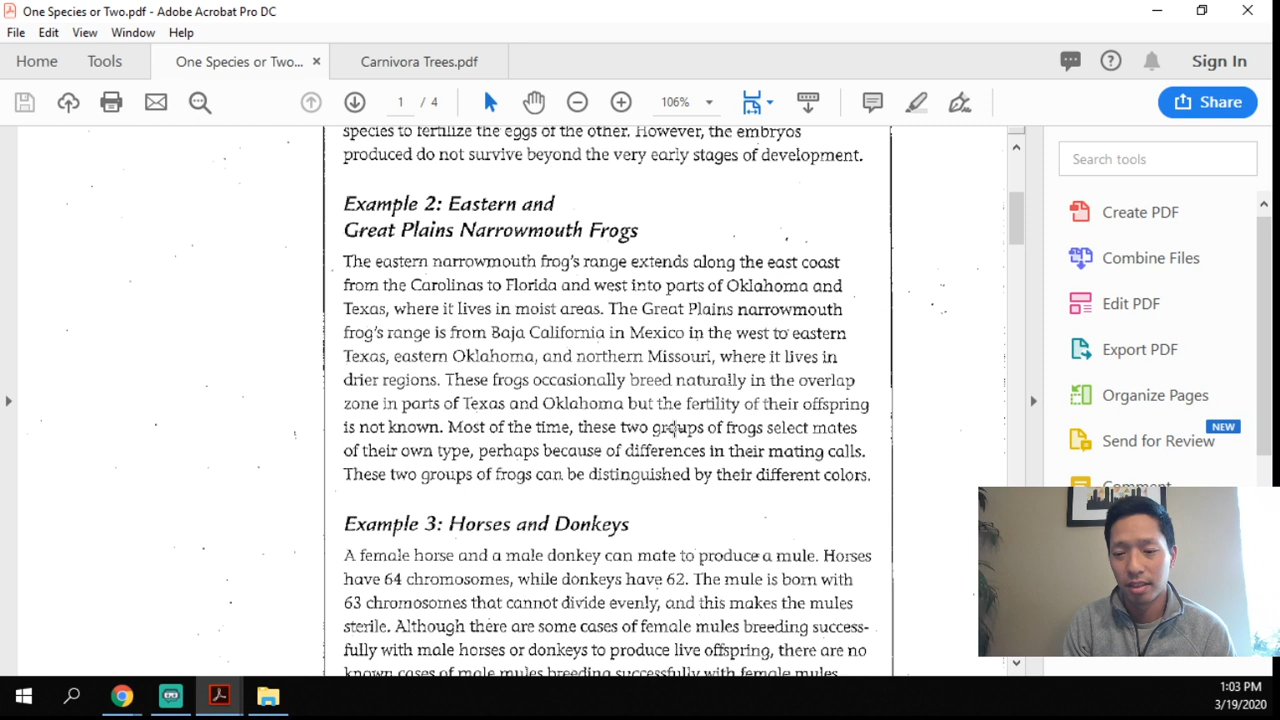 One Species or Two.pdf - Adobe Acrobat Pro DC
File Edit View Window Help
Home Tools One Species or Two... × Carnivora Trees.pdf Sign In
1 / 4 106% Share
species to fertilize the eggs of the other. However, the embryos
produced do not survive beyond the very early stages of development.
Example 2: Eastern and
Great Plains Narrowmouth Frogs
The eastern narrowmouth frog's range extends along the east coast
from the Carolinas to Florida and west into parts of Oklahoma and
Texas, where it lives in moist areas. The Great Plains narrowmouth
frog's range is from Baja California in Mexico in the west to eastern
Texas, eastern Oklahoma, and northern Missouri, where it lives in
drier regions. These frogs occasionally breed naturally in the overlap
zone in parts of Texas and Oklahoma but the fertility of their offspring
is not known. Most of the time, these two groups of frogs select mates
of their own type, perhaps because of differences in their mating calls.
These two groups of frogs can be distinguished by their different colors.
Example 3: Horses and Donkeys
A female horse and a male donkey can mate to produce a mule. Horses
have 64 chromosomes, while donkeys have 62. The mule is born with
63 chromosomes that cannot divide evenly, and this makes the mules
sterile. Although there are some cases of female mules breeding success-
fully with male horses or donkeys to produce live offspring, there are no
known cases of male mules breeding successfully with female mules
Search tools
Create PDF
Combine Files
Edit PDF
Export PDF
Organize Pages
NEW
Send for Review
Comment
1:03 PM
3/19/2020